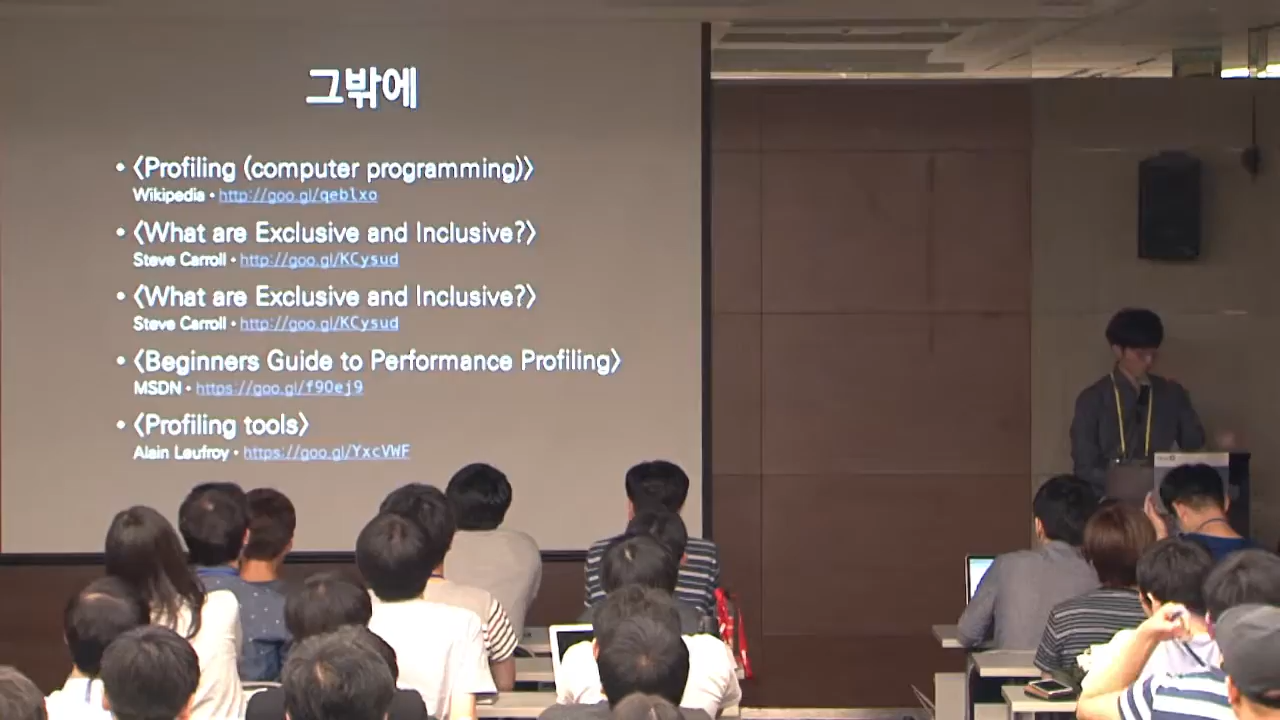 그밖에
• 〈Profiling (computer programming)〉
Wikipedia • http://goo.gl/qeblxo
• 〈What are Exclusive and Inclusive?〉
Steve Carroll • http://goo.gl/KCysud
• 〈What are Exclusive and Inclusive?〉
Steve Carroll • http://goo.gl/KCysud
• 〈Beginners Guide to Performance Profiling〉
MSDN • https://goo.gl/f9Oej9
• 〈Profiling tools〉
Alain Leufroy • https://goo.gl/YxcVWF